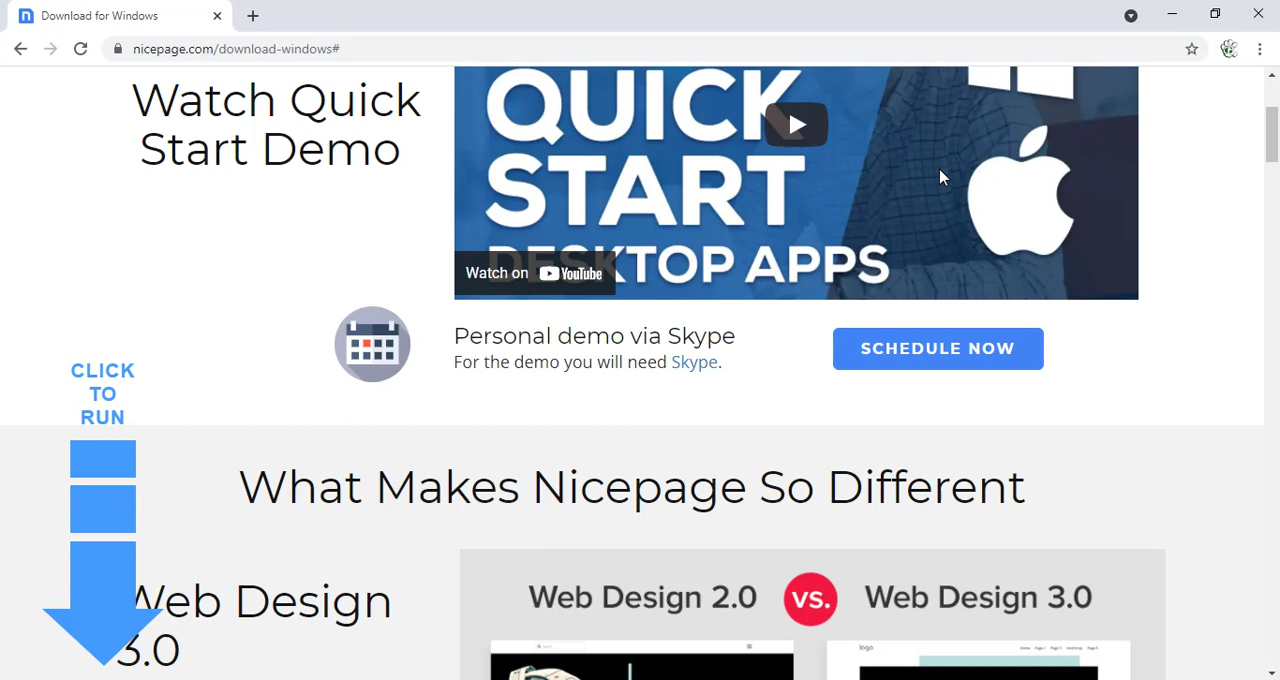 Download for Windows
nicepage.com/download-windows#
Watch Quick
Start Demo
QUICK
START
DESKTOP APPS
Watch on YouTube
Personal demo via Skype
For the demo you will need Skype.
SCHEDULE NOW
CLICK
TO
RUN
What Makes Nicepage So Different
Web Design
3.0
Web Design 2.0 VS. Web Design 3.0
logo